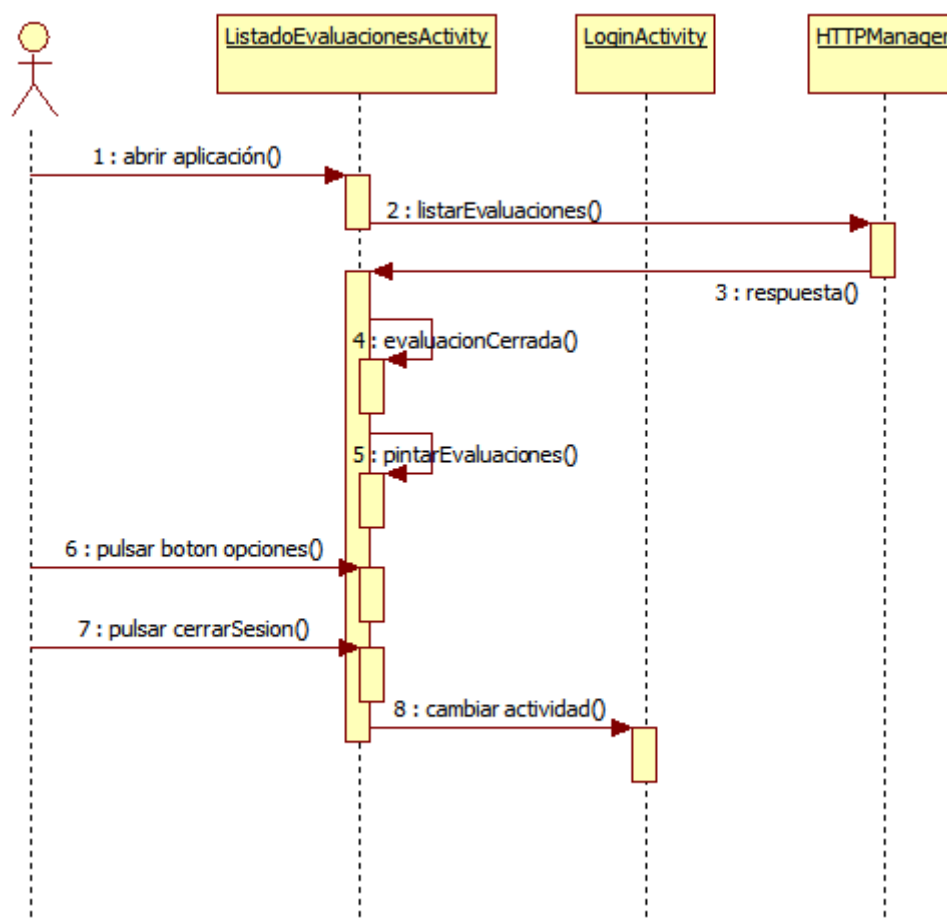 ListadoEvaluacionesActivity
LoginActivity
HTTPManager
1 : abrir aplicación()
2 : listarEvaluaciones()
3 : respuesta()
4 : evaluacionCerrada()
5 : pintarEvaluaciones()
6 : pulsar boton opciones()
7 : pulsar cerrarSesion()
8 : cambiar actividad()